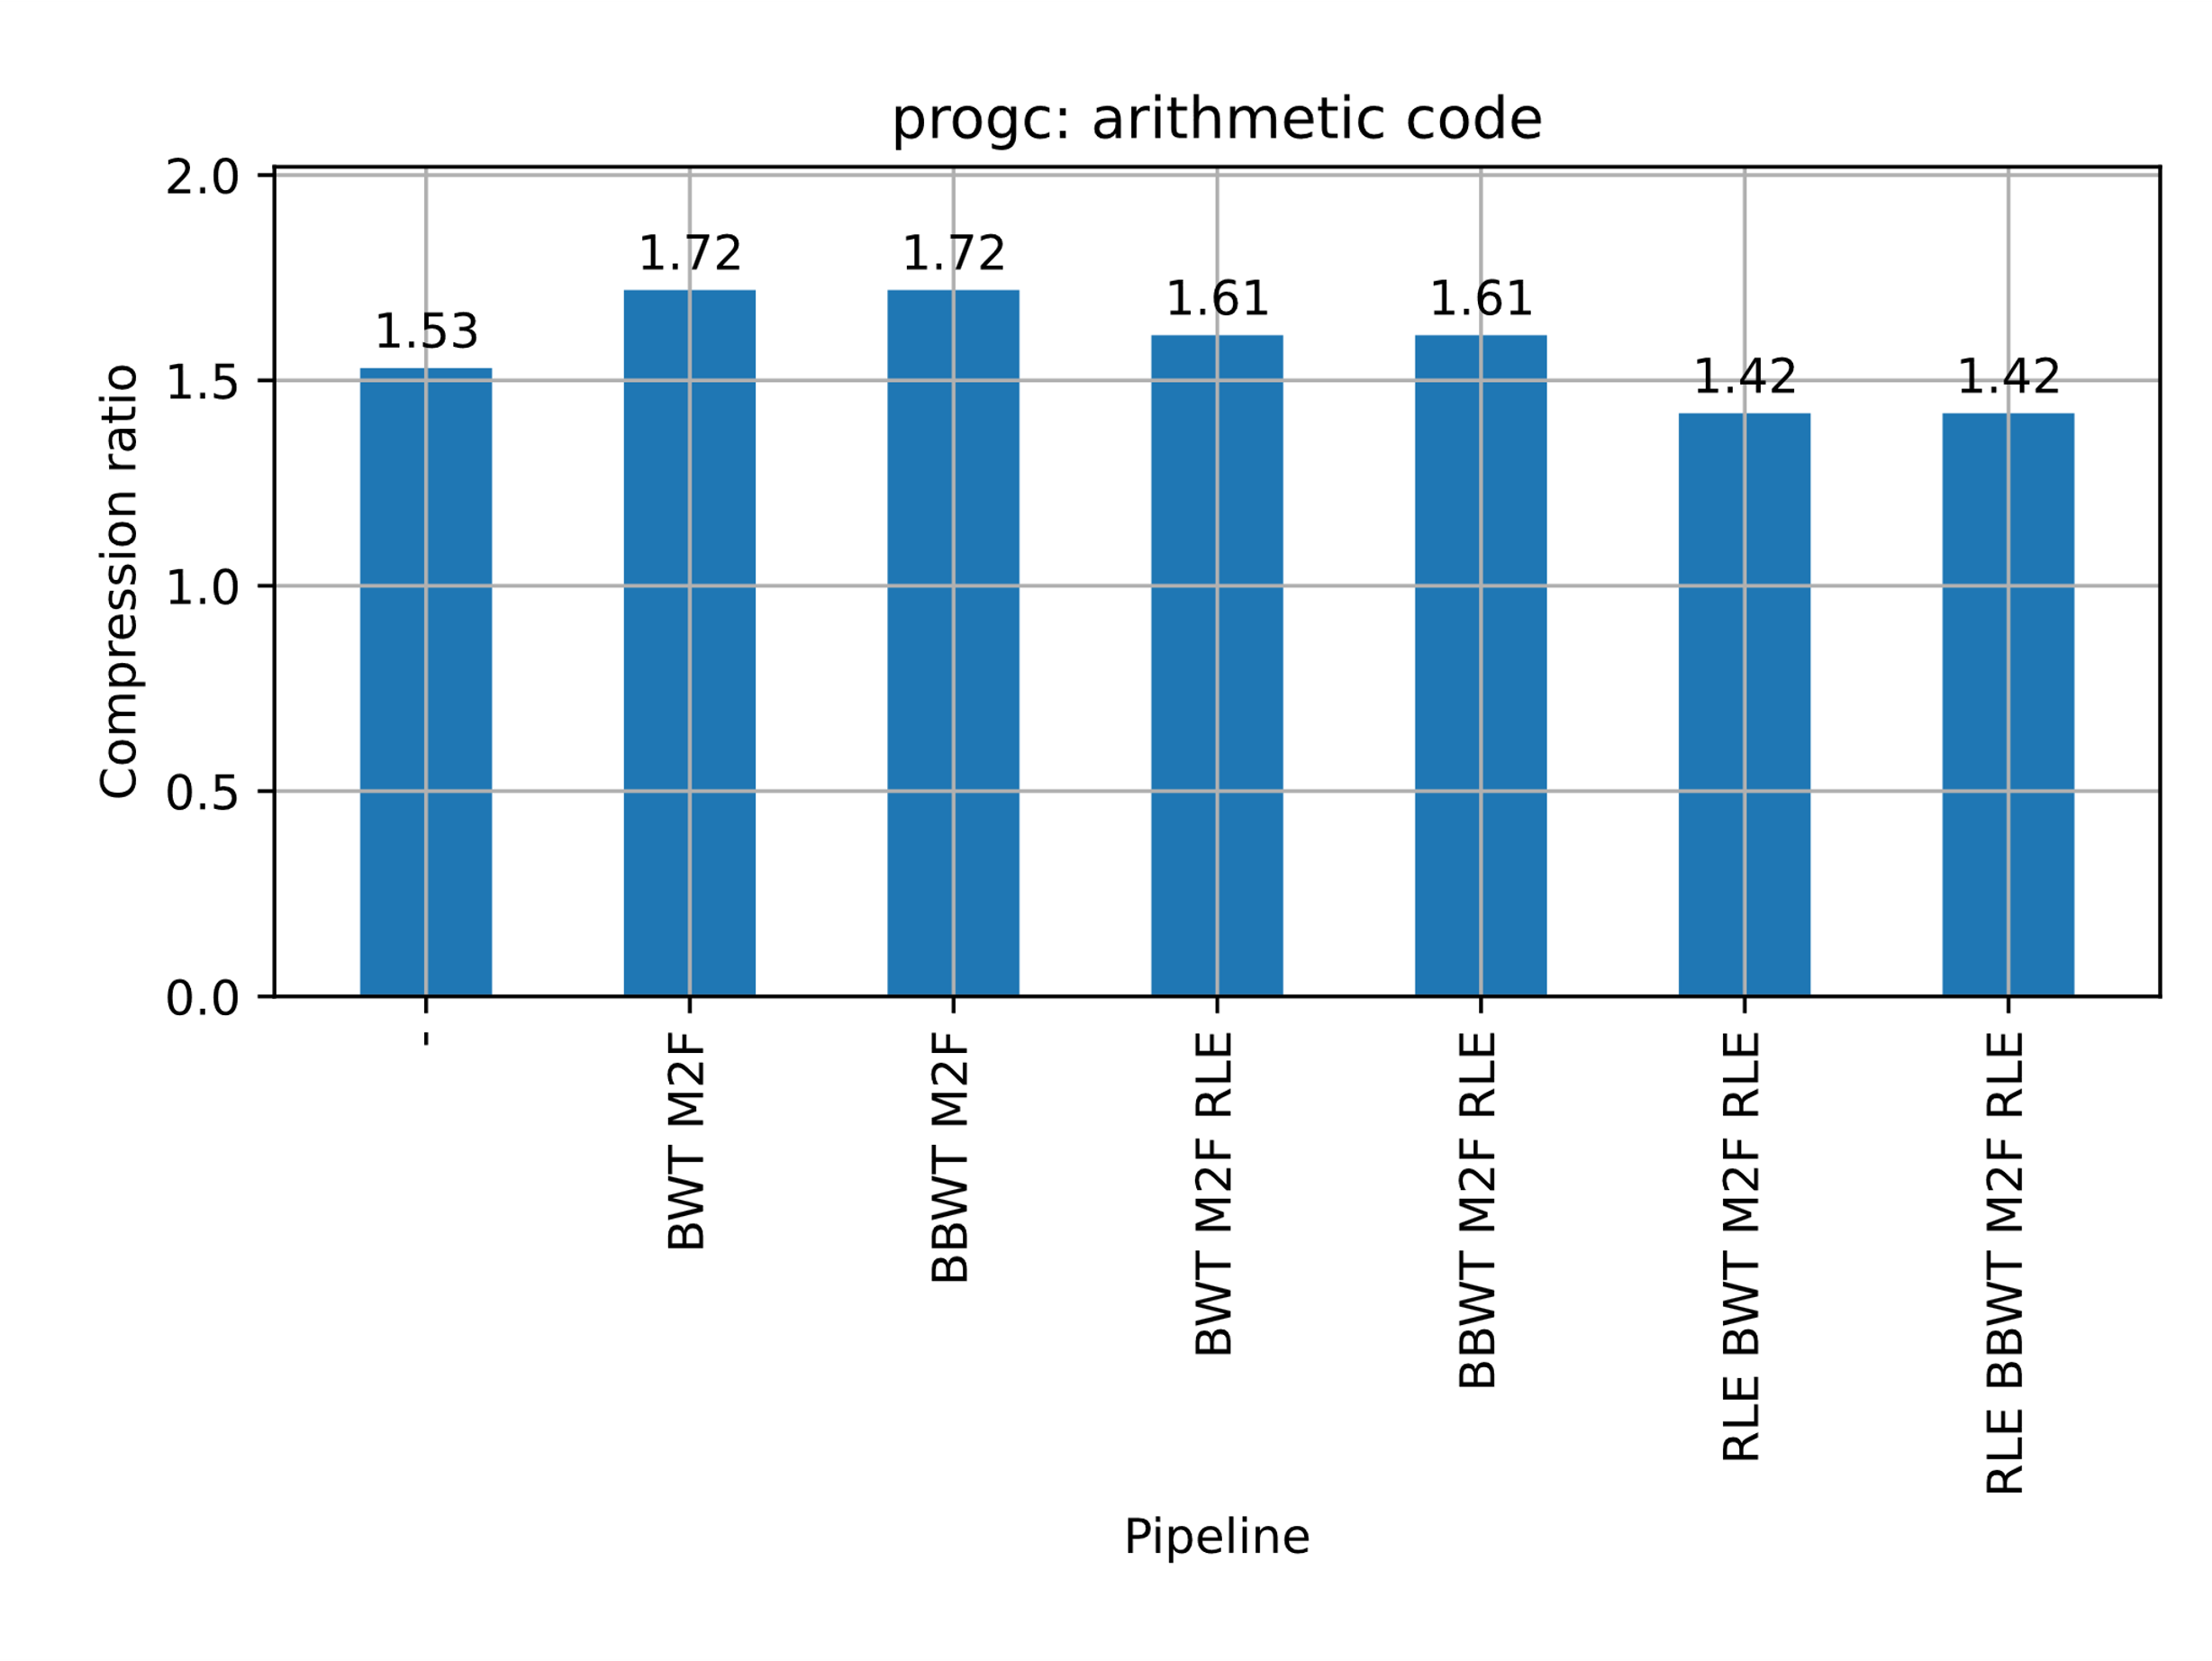 progc: arithmetic code
Compression ratio
2.0
1.5
1.0
0.5
0.0
1.53
1.72
1.72
1.61
1.61
1.42
1.42
-
BWT M2F
BBWT M2F
BWT M2F RLE
BBWT M2F RLE
RLE BWT M2F RLE
RLE BBWT M2F RLE
Pipeline